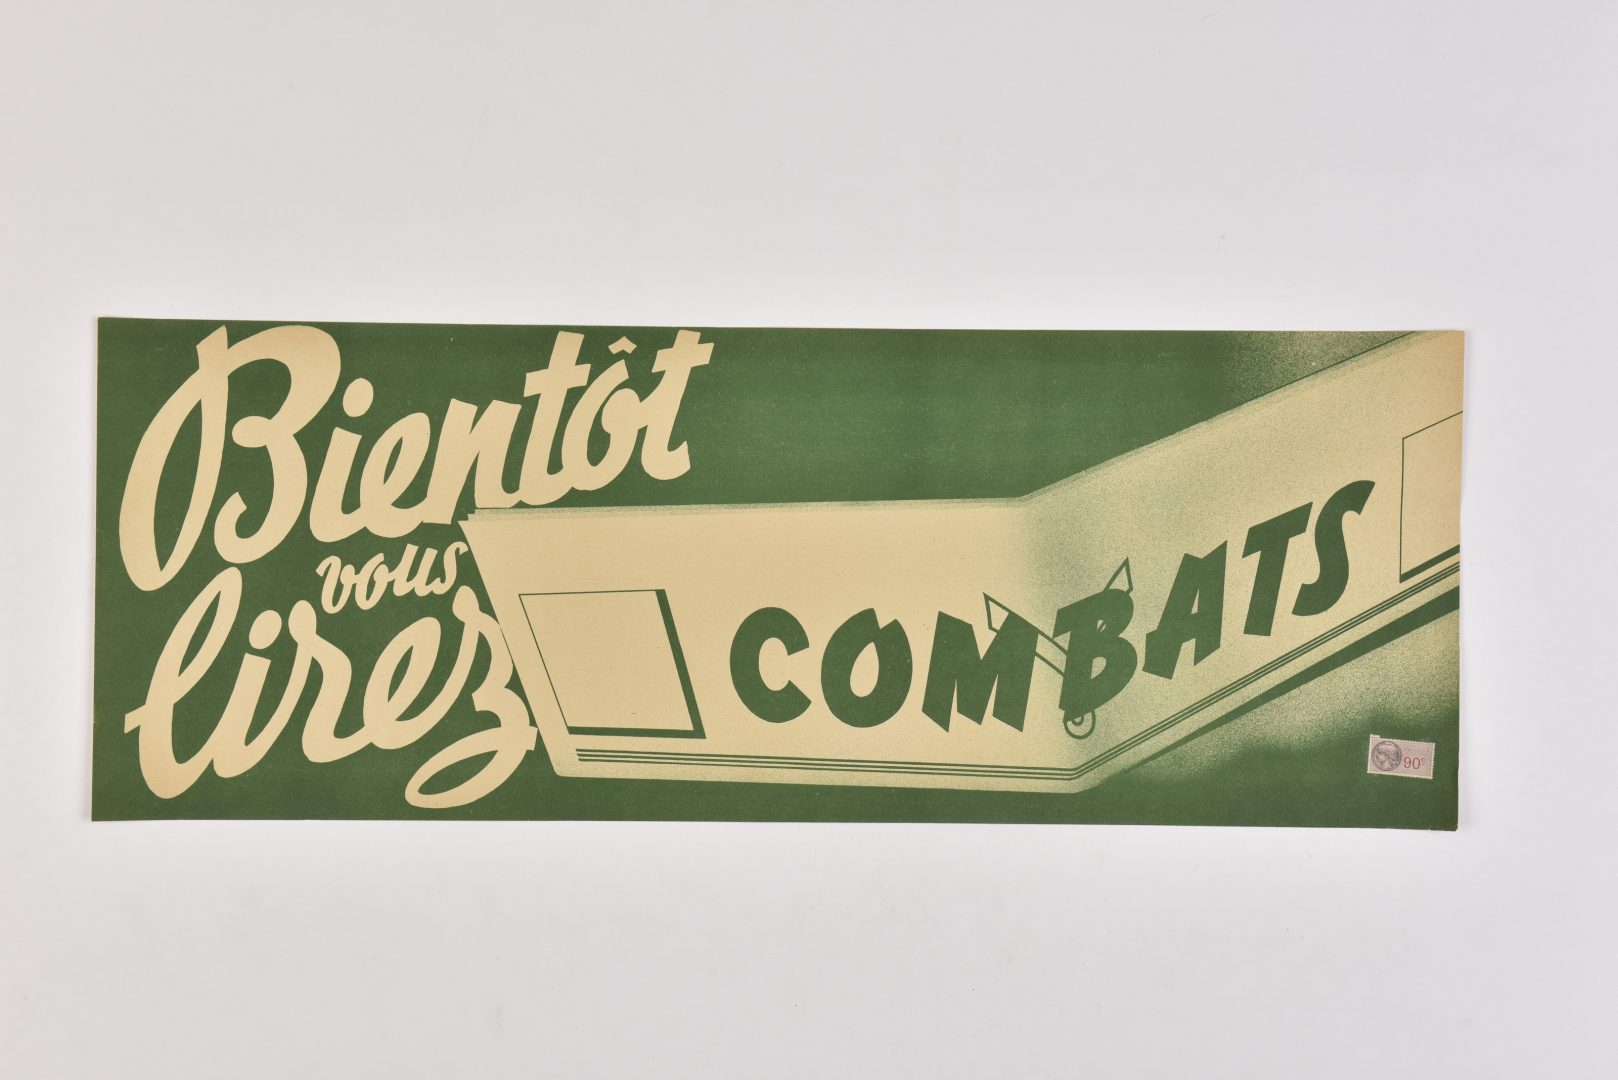 Bientôt
vous
lirez
COMBATS
90c